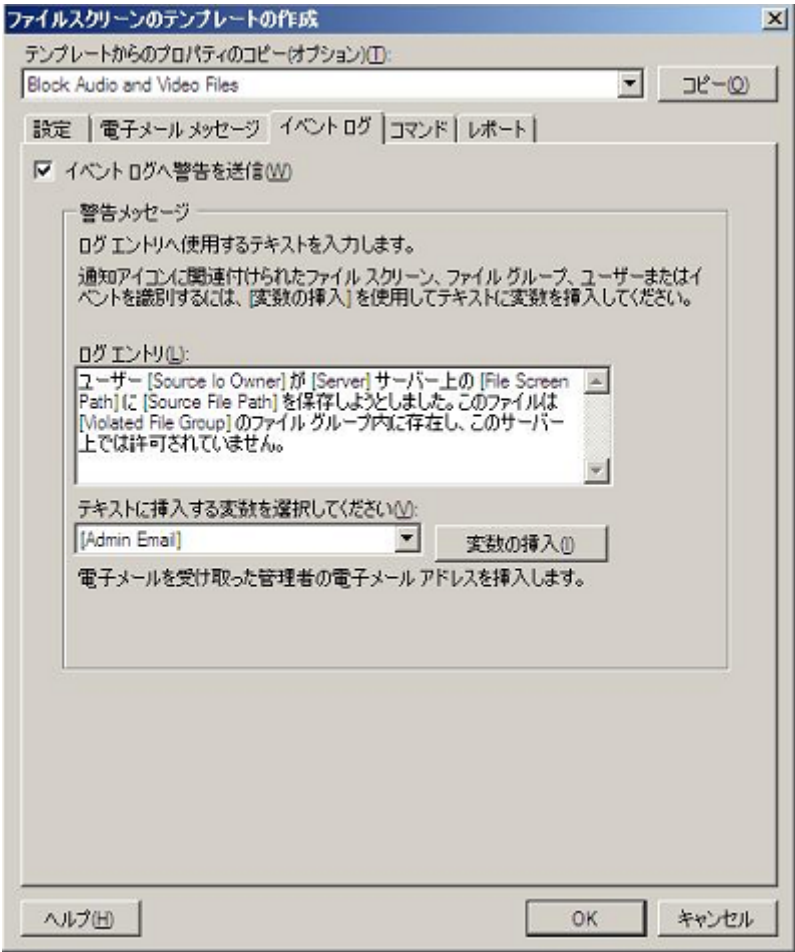 ファイルスクリーンのテンプレートの作成
テンプレートからのプロパティのコピー(オプション)(T):
Block Audio and Video Files
コピー(O)
設定 電子メール メッセージ イベント ログ コマンド レポート
イベント ログへ警告を送信(W)
警告メッセージ
ログ エントリへ使用するテキストを入力します。
通知アイコンに関連付けられたファイル スクリーン、ファイル グループ、ユーザーまたはイ
ベントを識別するには、[変数の挿入] を使用してテキストに変数を挿入してください。
ログ エントリ(L):
ユーザー [Source Io Owner] が [Server] サーバー上の [File Screen
Path] に [Source File Path] を保存しようとしました。このファイルは
[Violated File Group] のファイル グループ内に存在し、このサーバー
上では許可されていません。
テキストに挿入する変数を選択してください(V):
[Admin Email]
変数の挿入(I)
電子メールを受け取った管理者の電子メール アドレスを挿入します。
ヘルプ(H)
OK
キャンセル